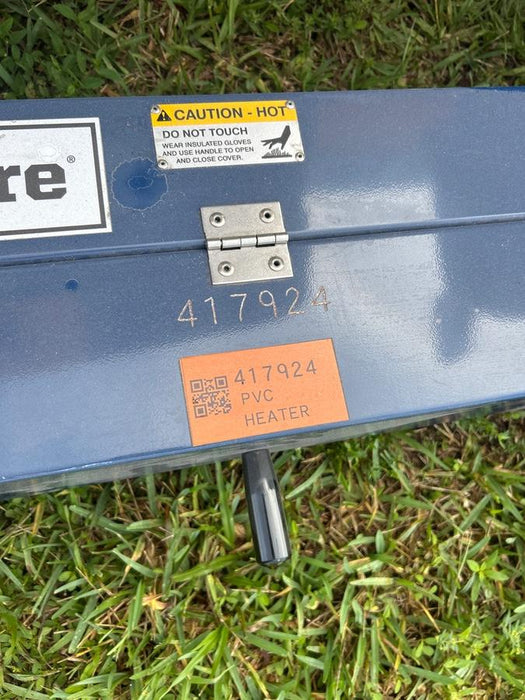 CAUTION - HOT
DO NOT TOUCH
WEAR INSULATED GLOVES
AND USE HANDLE TO OPEN
AND CLOSE COVER.
re®
417924
417924
PVC
HEATER